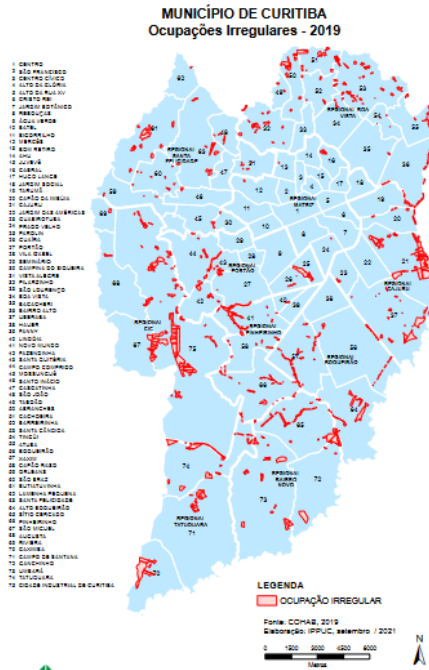 MUNICÍPIO DE CURITIBA
Ocupações Irregulares - 2019
1 CENTRO
2 SÃO FRANCISCO
3 CENTRO CÍVICO
4 ALTO DA GLÓRIA
5 ALTO DA RUA XV
6 CRISTO REI
7 JARDIM BOTÂNICO
8 REBOUÇAS
9 ÁGUA VERDE
10 BATEL
11 BIGORRILHO
12 MERCÊS
13 BOM RETIRO
14 AHÚ
15 JUVEVÊ
16 CABRAL
17 HUGO LANGE
18 JARDIM SOCIAL
19 TARUMÃ
20 CAPÃO DA IMBUIA
21 CAJURU
22 JARDIM DAS AMÉRICAS
23 GUABIROTUBA
24 PRADO VELHO
25 PAROLIN
26 GUAÍRA
27 PORTÃO
28 VILA IZABEL
29 SEMINÁRIO
30 CAMPINA DO SIQUEIRA
31 VISTA ALEGRE
32 PILARZINHO
33 SÃO LOURENÇO
34 BOA VISTA
35 BACACHERI
36 BAIRRO ALTO
37 UBERABA
38 HAUER
39 FANNY
40 LINDÓIA
41 NOVO MUNDO
42 FAZENDINHA
43 SANTA QUITÉRIA
44 CAMPO COMPRIDO
45 MOSSUNGUÊ
46 SANTO INÁCIO
47 CASCATINHA
48 SÃO JOÃO
49 TABOÃO
50 ABRANCHES
51 CACHOEIRA
52 BARREIRINHA
53 SANTA CÂNDIDA
54 TINGÜI
55 ATUBA
56 BOQUEIRÃO
57 XAXIM
58 CAPÃO RASO
59 ORLEANS
60 SÃO BRAZ
61 BUTIATUVINHA
62 LAMENHA PEQUENA
63 SANTA FELICIDADE
64 ALTO BOQUEIRÃO
65 SÍTIO CERCADO
66 PINHEIRINHO
67 SÃO MIGUEL
68 AUGUSTA
69 RIVIERA
70 CAXIMBA
71 CAMPO DE SANTANA
72 GANCHINHO
73 UMBARÁ
74 TATUQUARA
75 CIDADE INDUSTRIAL DE CURITIBA
REGIONAL
BOA
VISTA
REGIONAL
SANTA
FELICIDADE
REGIONAL
MATRIZ
REGIONAL
PORTÃO
REGIONAL
CAJURU
REGIONAL
CIC
REGIONAL
PINHEIRINHO
REGIONAL
BOQUEIRÃO
REGIONAL
BAIRRO
NOVO
REGIONAL
TATUQUARA
LEGENDA
OCUPAÇÃO IRREGULAR
Fonte: COHAB, 2019
Elaboração: IPPUC, setembro / 2021
N
0 1500 3000 4500 6000
Metros